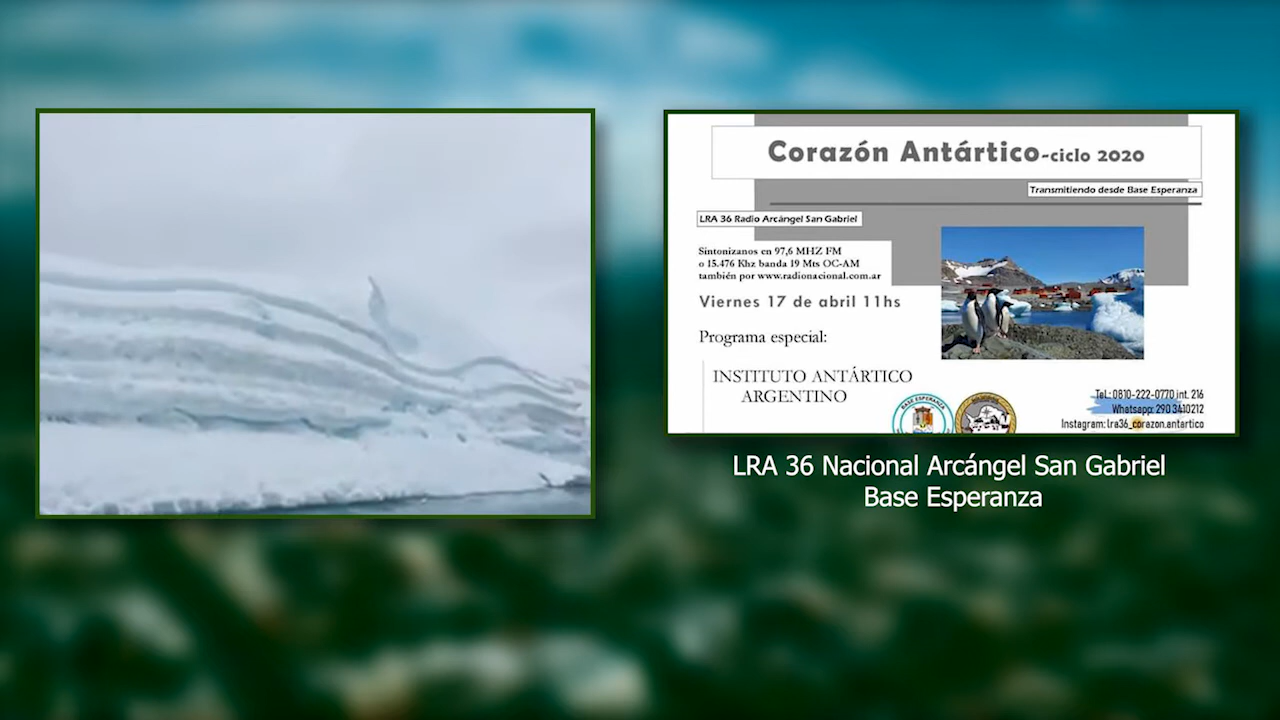 Corazón Antártico-ciclo 2020
Transmitiendo desde Base Esperanza
LRA 36 Radio Arcángel San Gabriel
Sintonizanos en 97,6 MHZ FM
o 15.476 Khz banda 19 Mts OC-AM
también por www.radionacional.com.ar
Viernes 17 de abril 11hs
Programa especial:
INSTITUTO ANTÁRTICO
ARGENTINO
BASE ESPERANZA
Tel.: 0810-222-0770 int. 216
Whatsapp: 290 3410212
Instagram: lra36_corazon.antartico
LRA 36 Nacional Arcángel San Gabriel
Base Esperanza